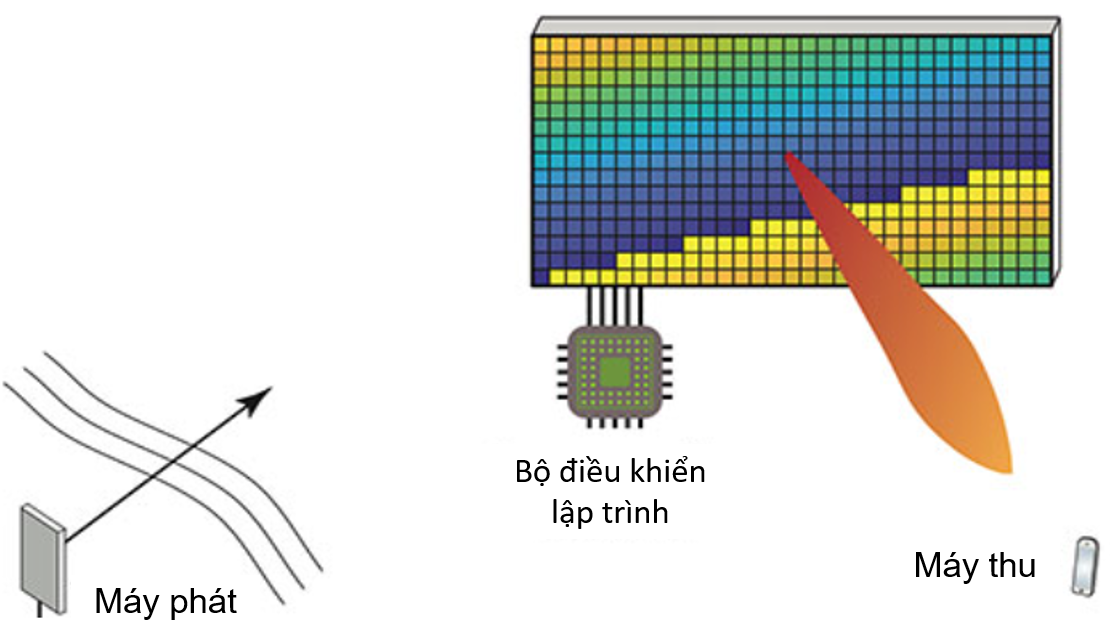 Bộ điều khiển
lập trình
Máy thu
Máy phát